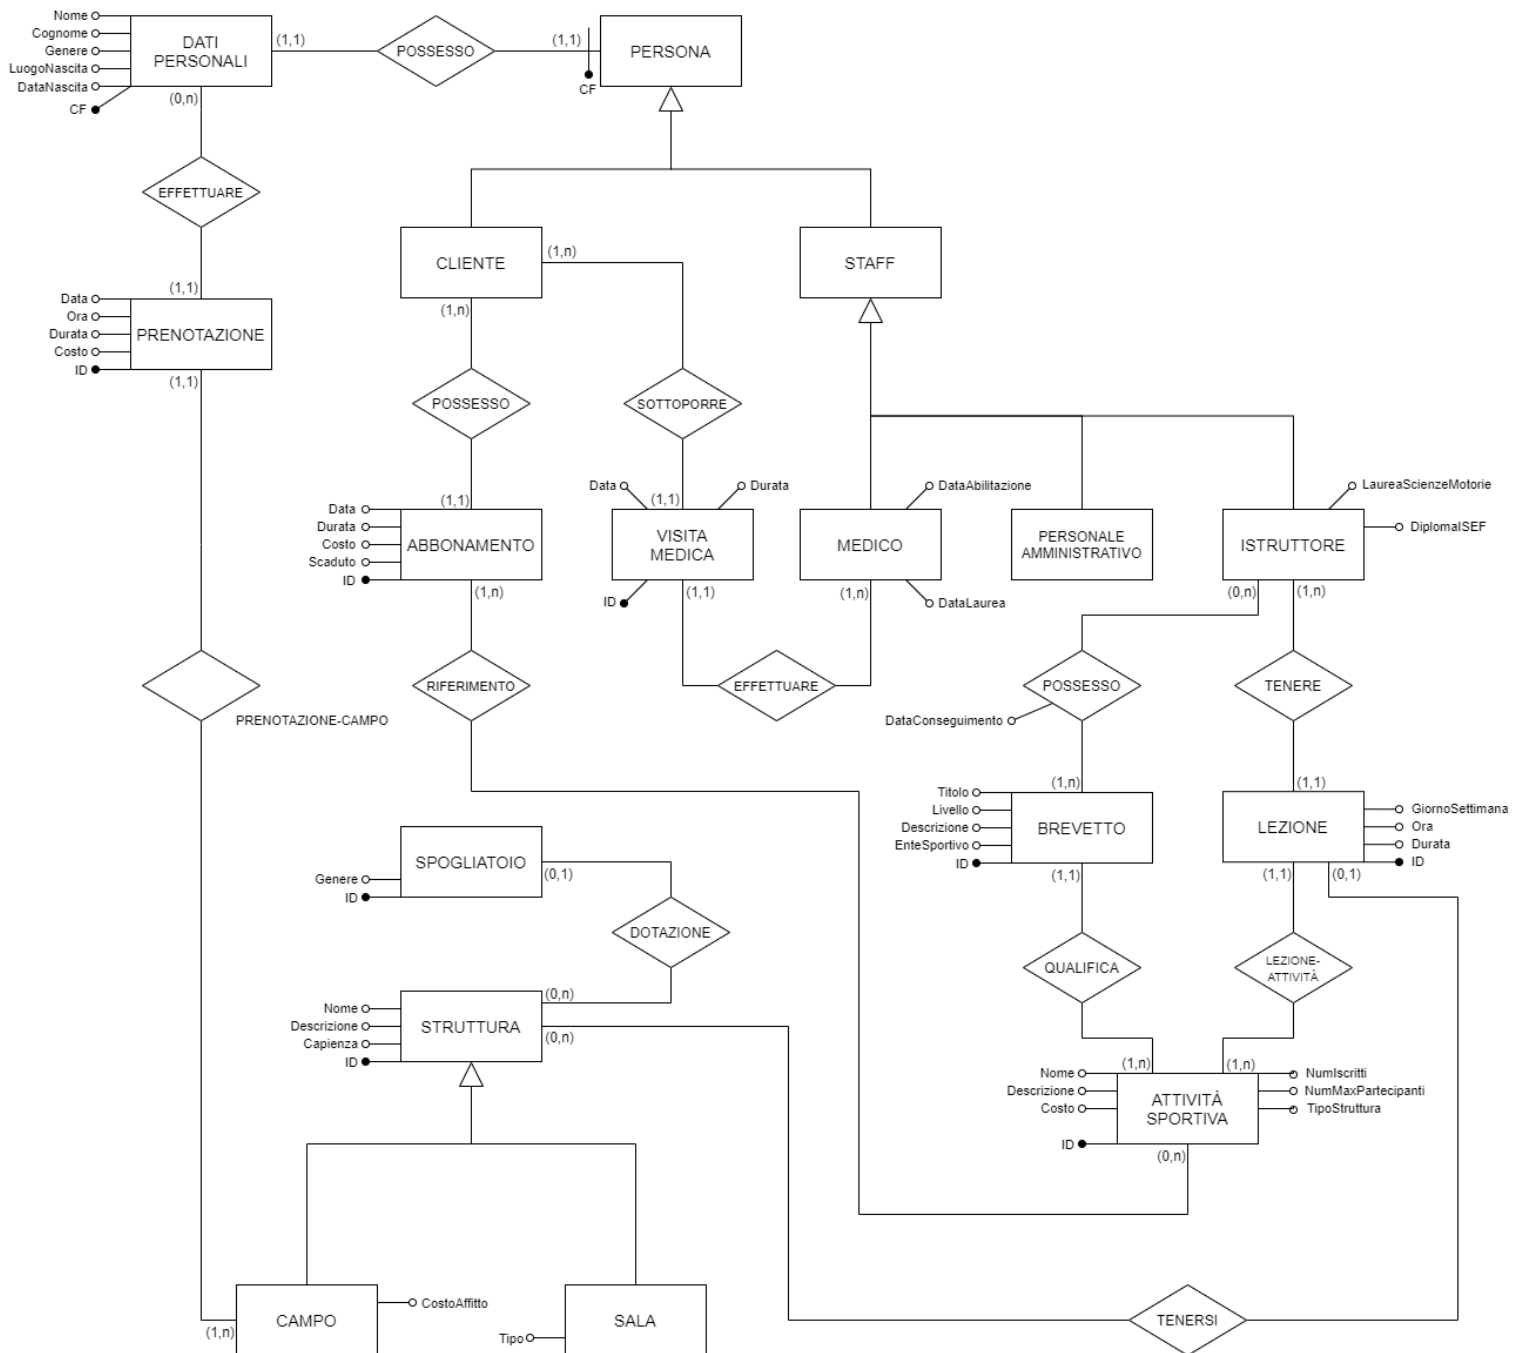 Nome
Cognome
Genere
LuogoNascita
DataNascita
CF
DATI
PERSONALI
(1,1)
POSSESSO
(1,1)
CF
PERSONA
(0,n)
EFFETTUARE
(1,1)
Data
Ora
Durata
Costo
ID
PRENOTAZIONE
(1,1)
CLIENTE
(1,n)
(1,n)
STAFF
POSSESSO
SOTTOPORRE
(1,1)
Data
Durata
Costo
Scaduto
ID
ABBONAMENTO
(1,n)
Data
Durata
(1,1)
VISITA
MEDICA
ID
(1,1)
DataAbilitazione
MEDICO
(1,n)
DataLaurea
PERSONALE
AMMINISTRATIVO
LaureaScienzeMotorie
DiplomaISEF
ISTRUTTORE
(0,n)
(1,n)
PRENOTAZIONE-CAMPO
RIFERIMENTO
EFFETTUARE
POSSESSO
DataConseguimento
TENERE
(1,n)
Titolo
Livello
Descrizione
EnteSportivo
ID
BREVETTO
(1,1)
(1,1)
LEZIONE
GiornoSettimana
Ora
Durata
ID
(1,1)
(0,1)
SPOGLIATOIO
Genere
ID
(0,1)
DOTAZIONE
QUALIFICA
LEZIONE-
ATTIVITÀ
(0,n)
Nome
Descrizione
Capienza
ID
STRUTTURA
(0,n)
(1,n)
(1,n)
Nome
Descrizione
Costo
ID
ATTIVITÀ
SPORTIVA
NumIscritti
NumMaxPartecipanti
TipoStruttura
(0,n)
CAMPO
CostoAffitto
(1,n)
SALA
Tipo
TENERSI